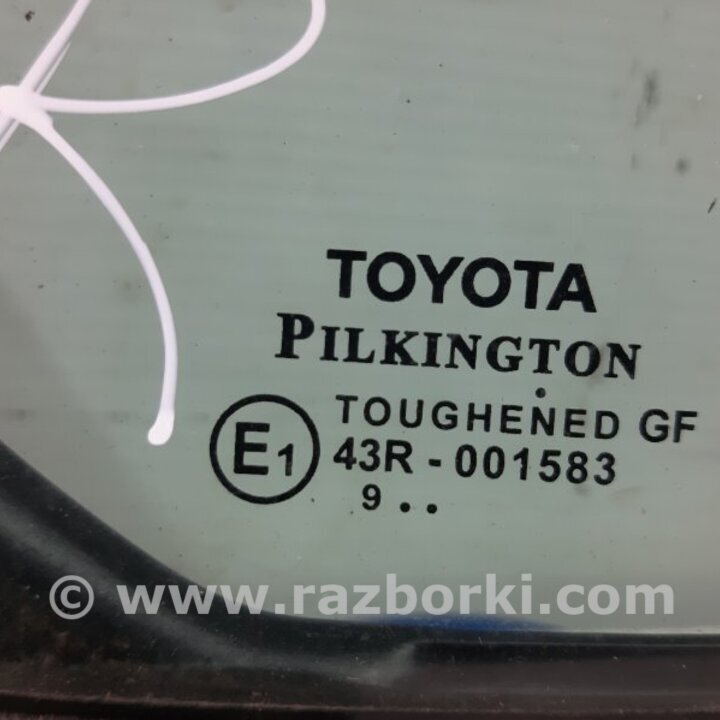 R
TOYOTA
PILKINGTON
TOUGHENED GF
E1 43R - 001583
9 . .
© www.razborki.com